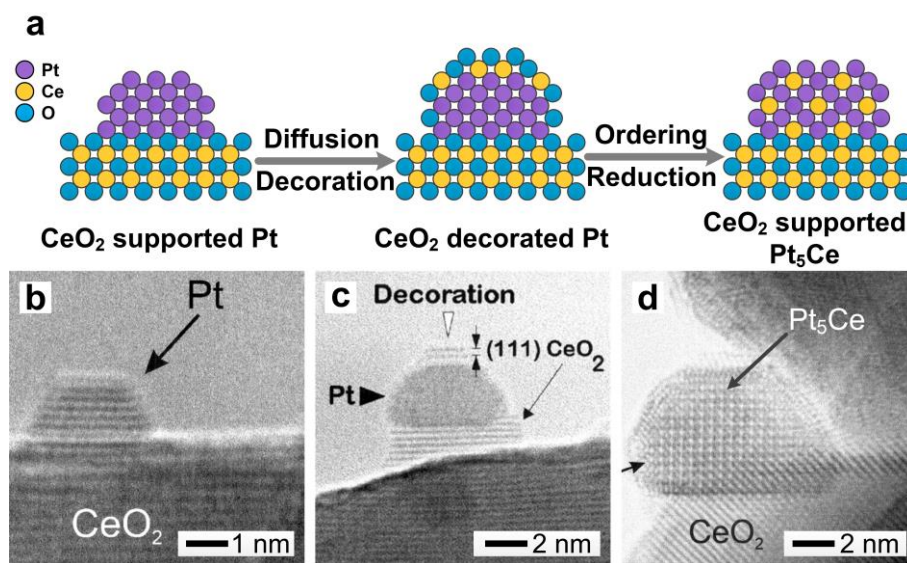 a
Pt
Ce
O
Diffusion
Decoration
Ordering
Reduction
CeO₂ supported Pt
CeO₂ decorated Pt
CeO₂ supported
Pt₅Ce
b
Pt
CeO₂
1 nm
c
Decoration
(111) CeO₂
Pt
2 nm
d
Pt₅Ce
CeO₂
2 nm